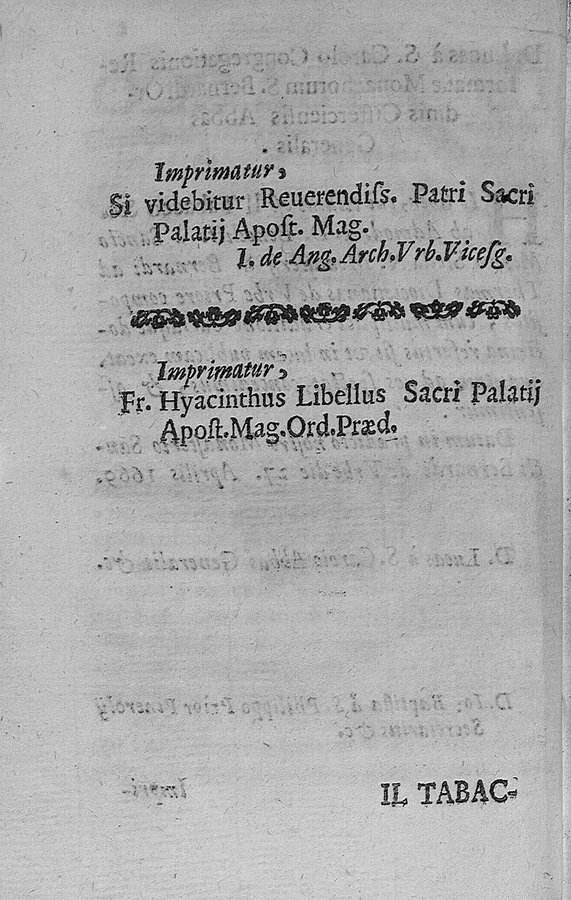 Imprimatur,
Si videbitur Reuerendiſs. Patri Sacri
Palatij Apoſt. Mag.
I. de Ang. Arch. Vrb. Viceſg.
Imprimatur,
Fr. Hyacinthus Libellus Sacri Palatij
Apoſt. Mag. Ord. Præd.
IL TABAC-